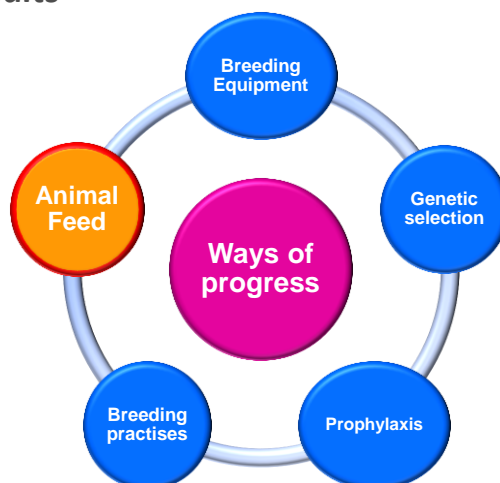 Breeding
Equipment
Animal
Feed
Genetic
selection
Ways of
progress
Breeding
practises
Prophylaxis